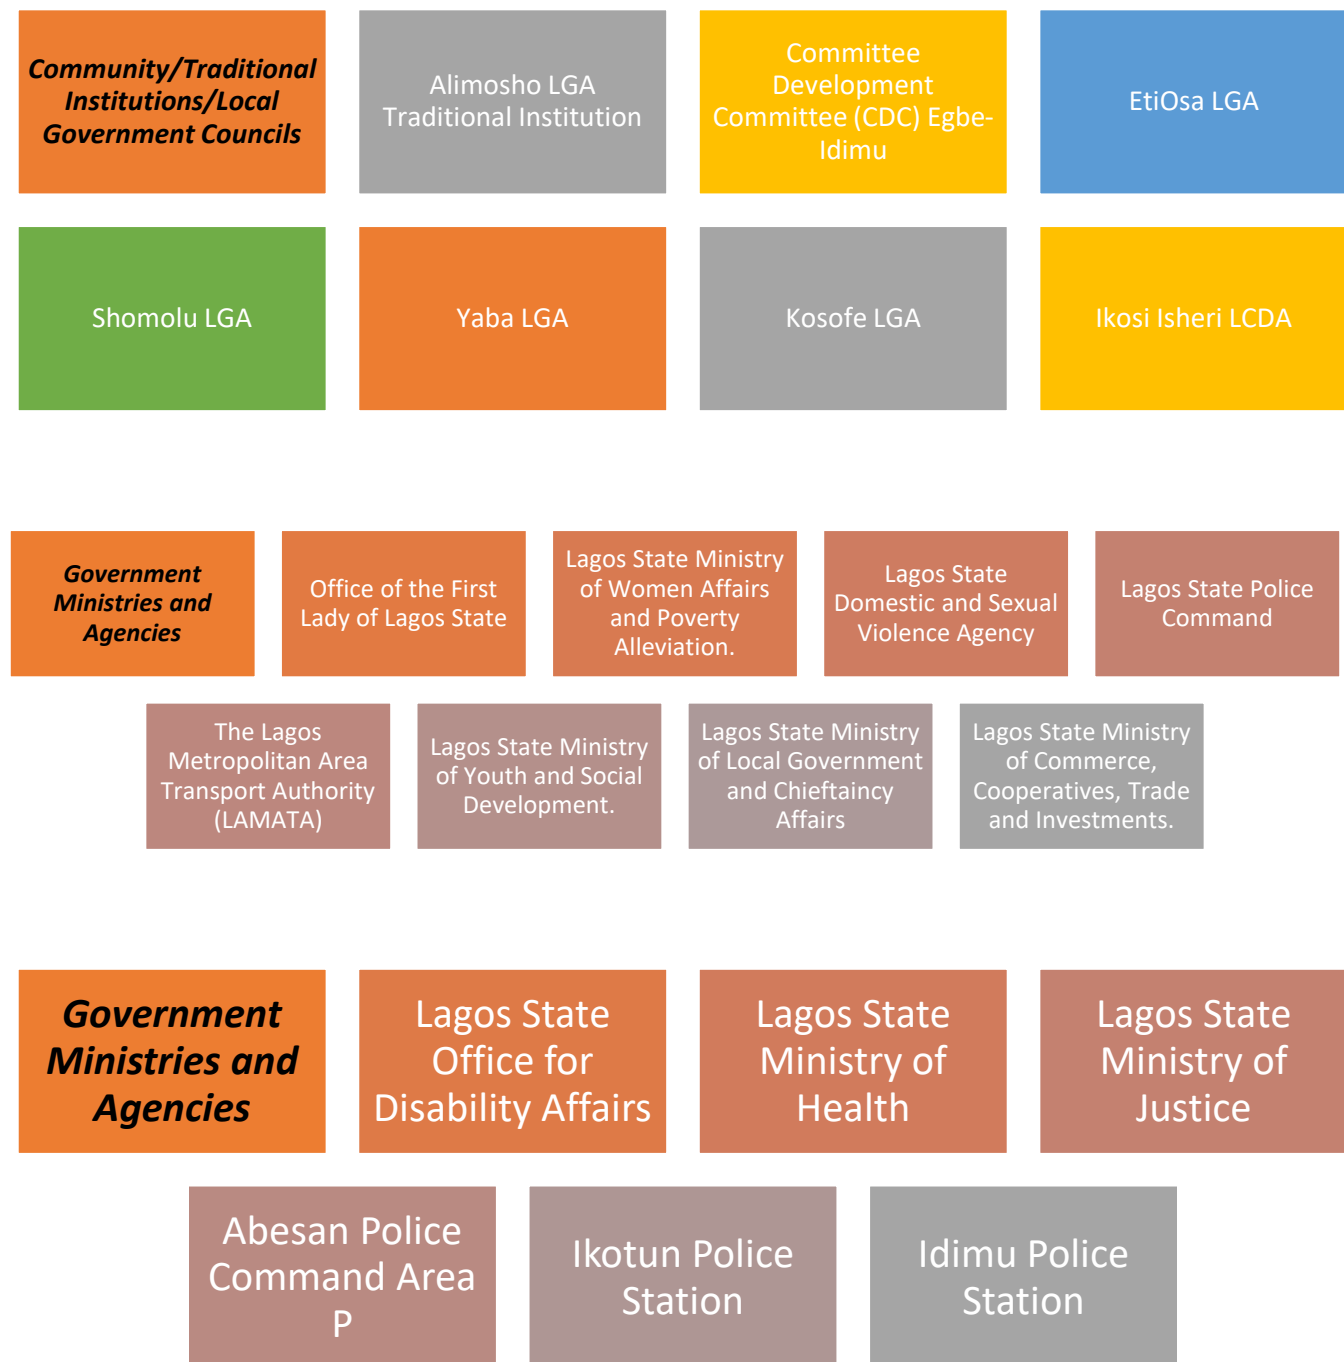 Community/Traditional
Institutions/Local
Government Councils
Alimosho LGA
Traditional Institution
Committee
Development
Committee (CDC) Egbe-
Idimu
EtiOsa LGA
Shomolu LGA
Yaba LGA
Kosofe LGA
Ikosi Isheri LCDA
Government
Ministries and
Agencies
Office of the First
Lady of Lagos State
Lagos State Ministry
of Women Affairs
and Poverty
Alleviation.
Lagos State
Domestic and Sexual
Violence Agency
Lagos State Police
Command
The Lagos
Metropolitan Area
Transport Authority
(LAMATA)
Lagos State Ministry
of Youth and Social
Development.
Lagos State Ministry
of Local Government
and Chieftaincy
Affairs
Lagos State Ministry
of Commerce,
Cooperatives, Trade
and Investments.
Government
Ministries and
Agencies
Lagos State
Office for
Disability Affairs
Lagos State
Ministry of
Health
Lagos State
Ministry of
Justice
Abesan Police
Command Area
P
Ikotun Police
Station
Idimu Police
Station